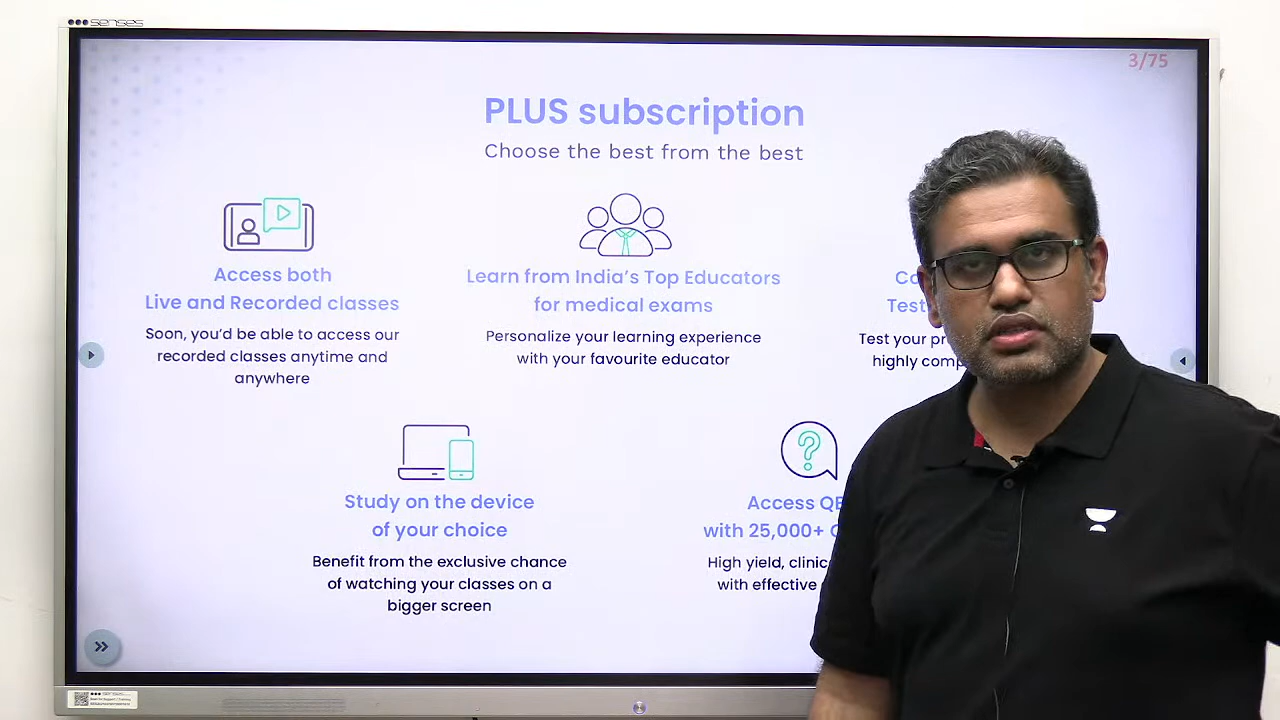 senses
3/75
PLUS subscription
Choose the best from the best
Access both
Live and Recorded classes
Soon, you'd be able to access our
recorded classes anytime and
anywhere
Learn from India's Top Educators
for medical exams
Personalize your learning experience
with your favourite educator
Co
Test
Test your pr
highly comp
Study on the device
of your choice
Benefit from the exclusive chance
of watching your classes on a
bigger screen
Access QB
with 25,000+
High yield, clinic
with effective